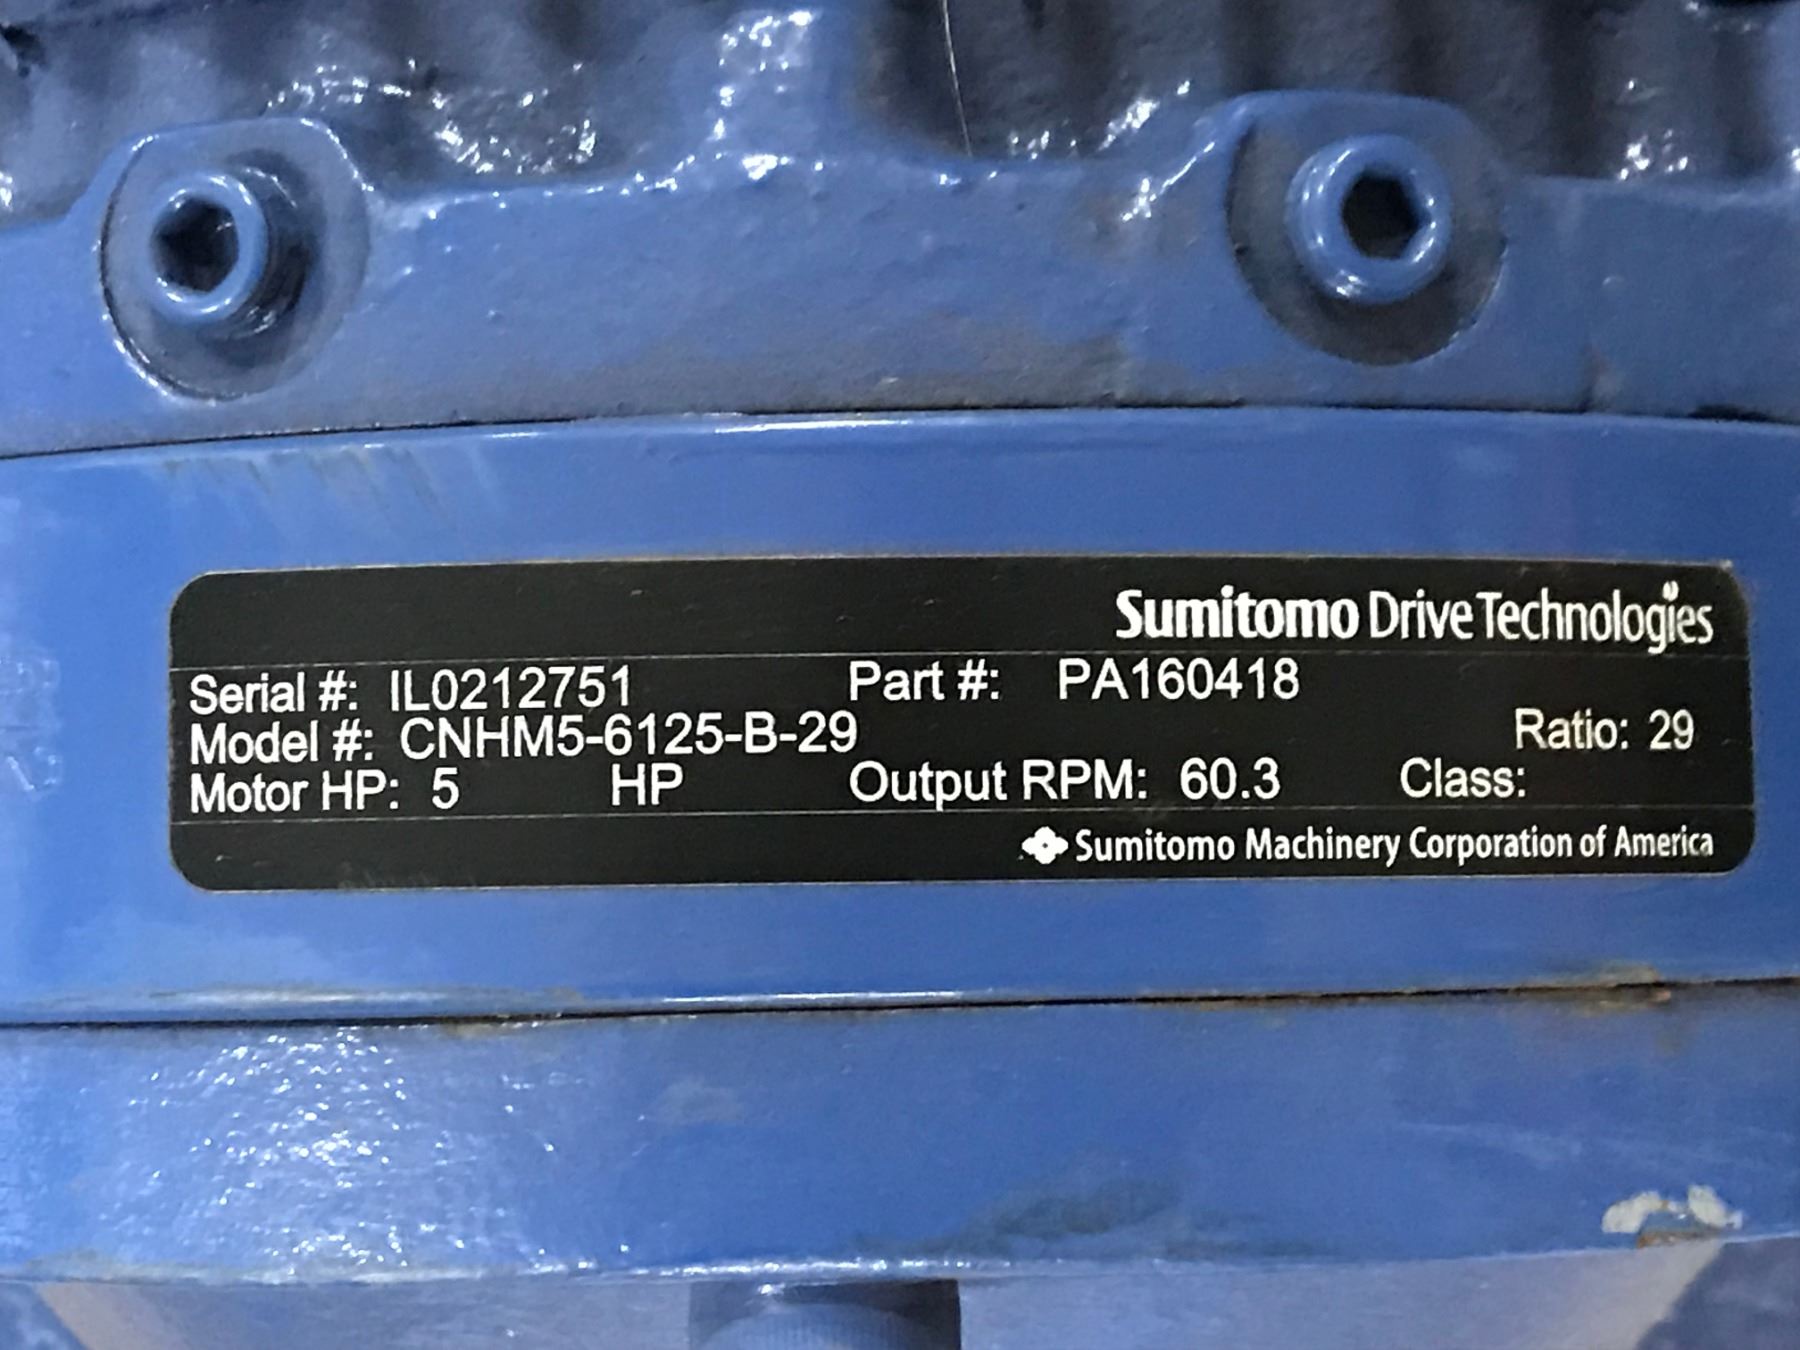 Sumitomo Drive Technologies
Serial #: IL0212751 Part #: PA160418
Model #: CNHM5-6125-B-29 Ratio: 29
Motor HP: 5 HP Output RPM: 60.3 Class:
Sumitomo Machinery Corporation of America